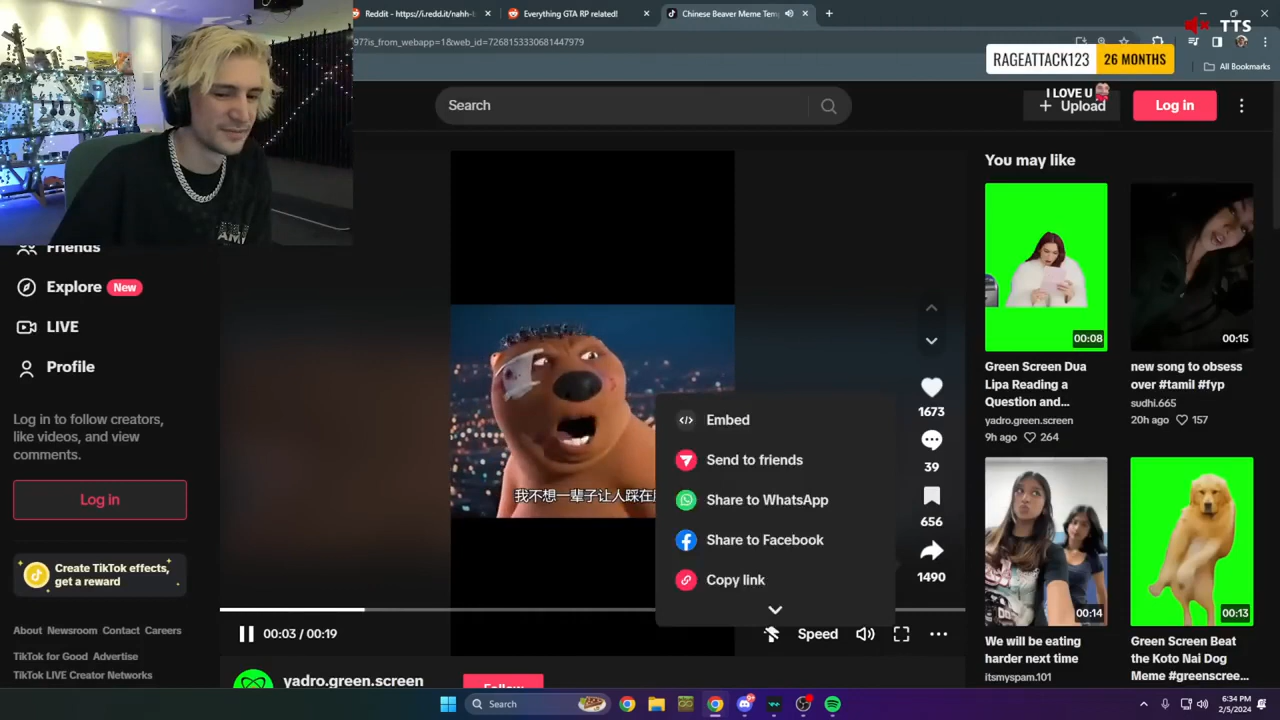 Reddit - https://i.redd.it/nahh-l
Everything GTA RP related!
Chinese Beaver Meme Tem
TTS
97?is_from_webapp=1&web_id=7268153330681447979
RAGEATTACK123 26 MONTHS
All Bookmarks
I LOVE U
Search
Upload
Log in
Friends
Explore New
LIVE
Profile
Log in to follow creators,
like videos, and view
comments.
Log in
Create TikTok effects,
get a reward
About Newsroom Contact Careers
TikTok for Good Advertise
TikTok LIVE Creator Networks
我不想一辈子让人踩在
Embed
Send to friends
Share to WhatsApp
Share to Facebook
Copy link
1673
39
656
1490
00:03 / 00:19
Speed
yadro.green.screen
Follow
You may like
00:08
Green Screen Dua
Lipa Reading a
Question and...
yadro.green.screen
9h ago 264
00:15
new song to obsess
over #tamil #fyp
sudhi.665
20h ago 157
00:14
We will be eating
harder next time
itsmyspam.101
00:13
Green Screen Beat
the Koto Nai Dog
Meme #greenscree...
Search
6:34 PM
2/5/2024